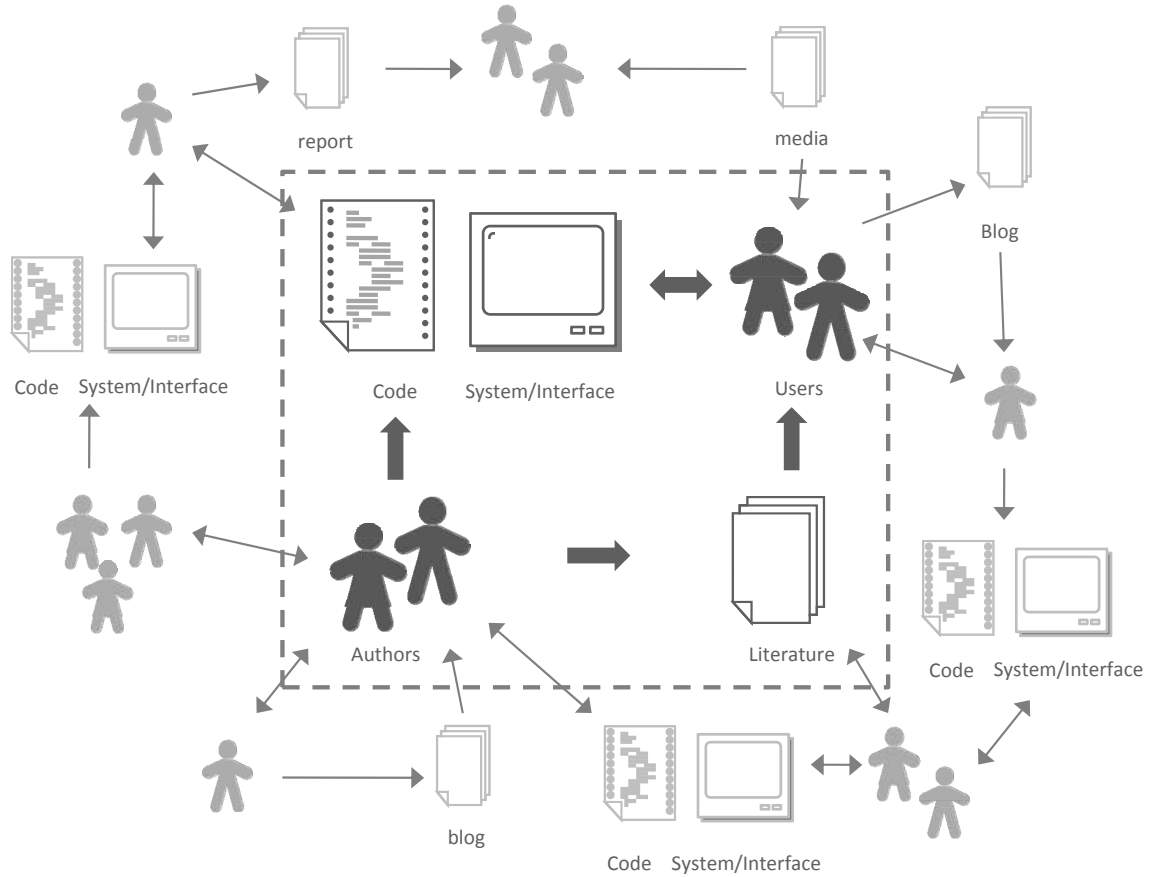 report
media
Blog
Code System/Interface
Code
System/Interface
Users
Authors
Literature
Code System/Interface
blog
Code System/Interface